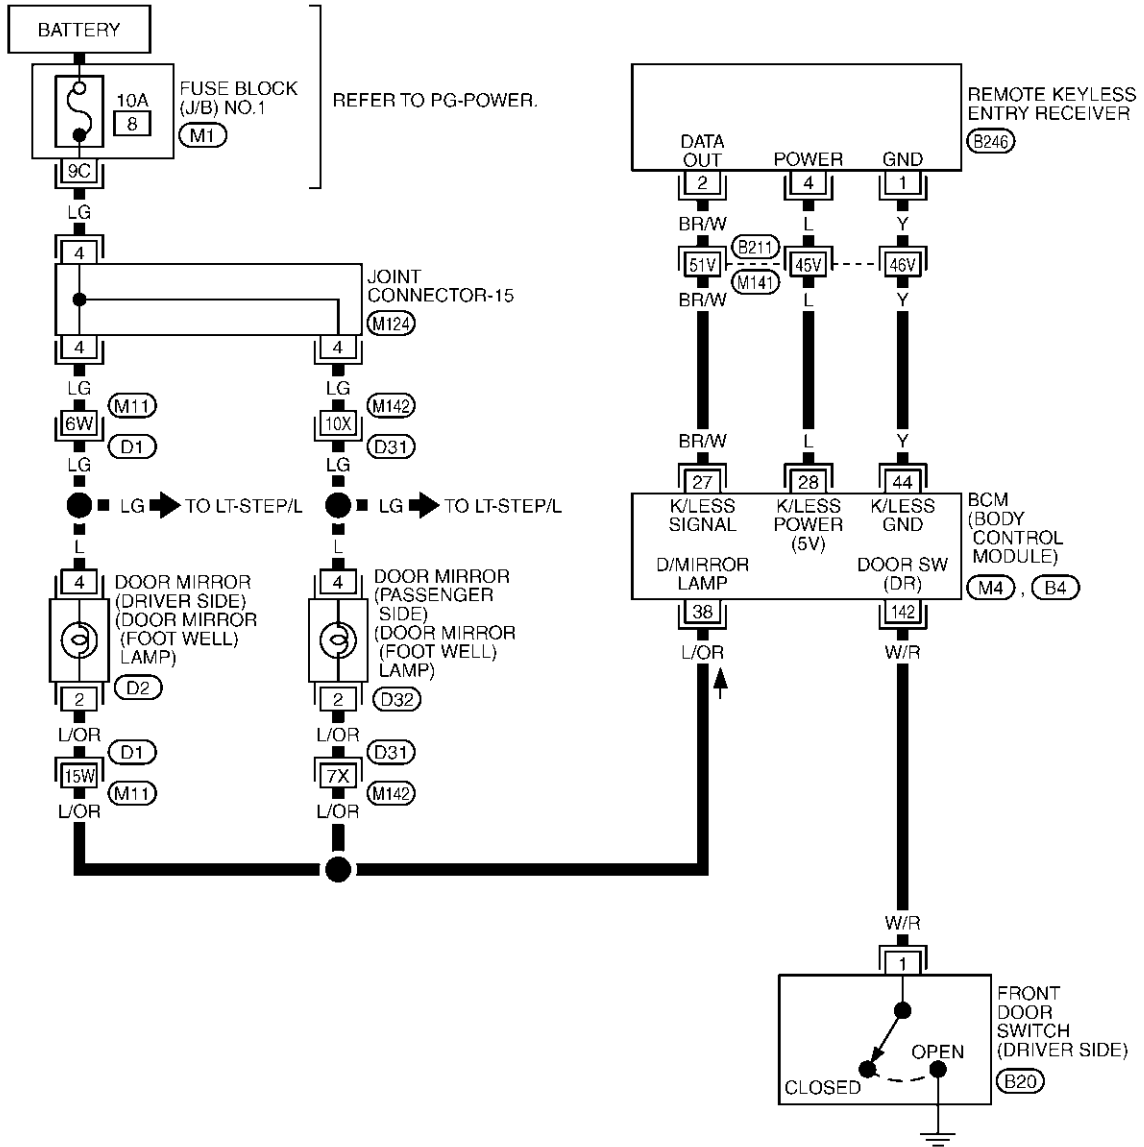 BATTERY
10A
8
FUSE BLOCK
(J/B) NO.1
M1
9C
REFER TO PG-POWER.
LG
4
JOINT
CONNECTOR-15
M124
4
4
LG
LG
6W
M11
D1
10X
M142
D31
LG
LG
LG
TO LT-STEP/L
LG
TO LT-STEP/L
L
L
4
4
DOOR MIRROR
(DRIVER SIDE)
(DOOR MIRROR
(FOOT WELL)
LAMP)
D2
DOOR MIRROR
(PASSENGER
SIDE)
(DOOR MIRROR
(FOOT WELL)
LAMP)
D32
2
2
L/OR
L/OR
15W
D1
M11
7X
D31
M142
L/OR
L/OR
REMOTE KEYLESS
ENTRY RECEIVER
B246
DATA
OUT
POWER
GND
2
4
1
BR/W
L
Y
51V
B211
M141
45V
46V
BR/W
L
Y
BR/W
L
Y
27
28
44
K/LESS
SIGNAL
K/LESS
POWER
(5V)
K/LESS
GND
BCM
(BODY
CONTROL
MODULE)
M4 , B4
D/MIRROR
LAMP
DOOR SW
(DR)
38
142
L/OR
W/R
W/R
1
OPEN
CLOSED
FRONT
DOOR
SWITCH
(DRIVER SIDE)
B20